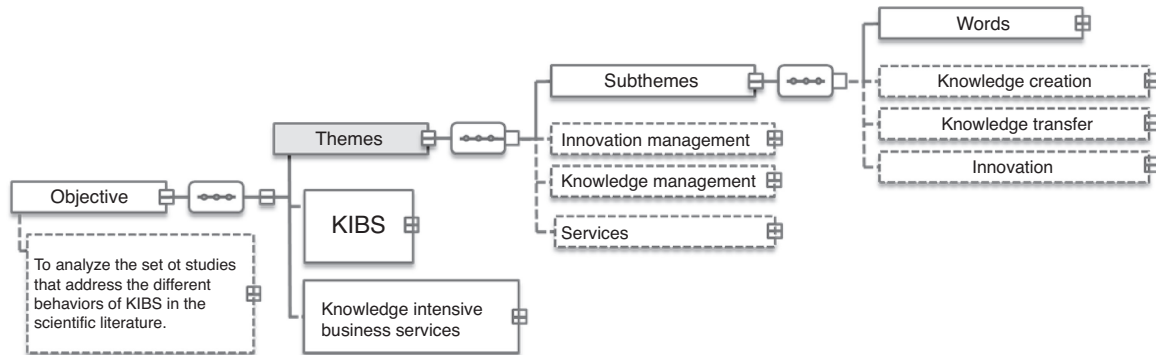 Objective
To analyze the set ot studies
that address the different
behaviors of KIBS in the
scientific literature.
Themes
KIBS
Knowledge intensive
business services
Subthemes
Innovation management
Knowledge management
Services
Words
Knowledge creation
Knowledge transfer
Innovation